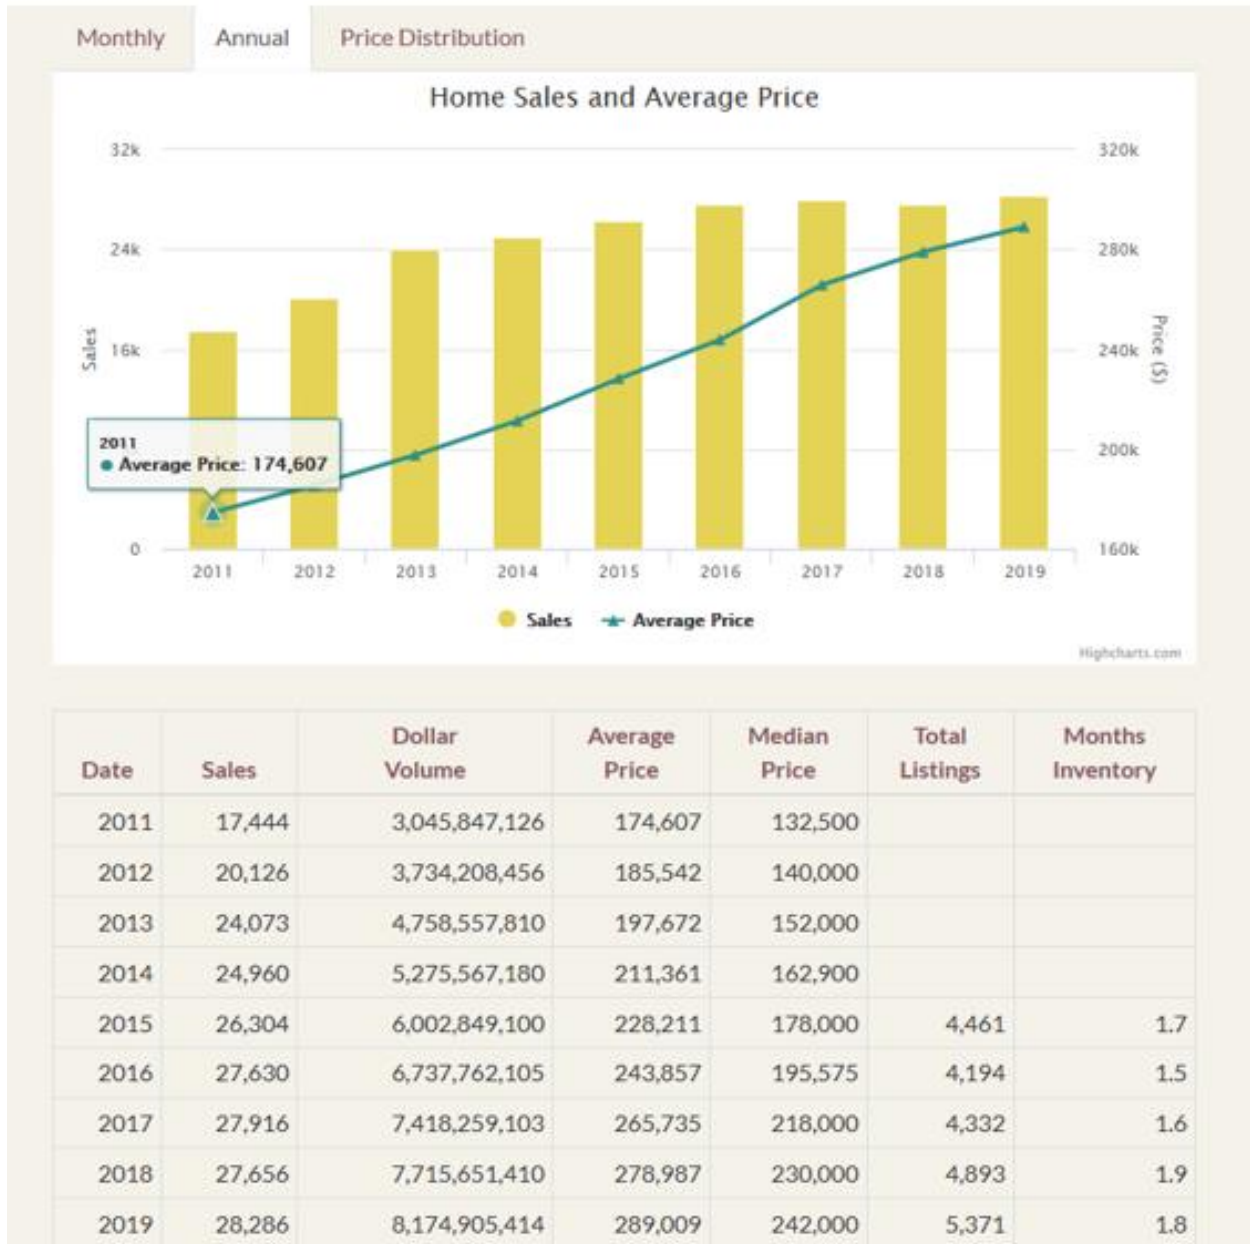 Monthly Annual Price Distribution
Home Sales and Average Price
32k 320k
24k 280k
16k 240k
200k
0 160k
Sales
Price ($)
2011
● Average Price: 174,607
2011 2012 2013 2014 2015 2016 2017 2018 2019
Sales Average Price
Highcharts.com
Date Sales Dollar Volume Average Price Median Price Total Listings Months Inventory
2011 17,444 3,045,847,126 174,607 132,500
2012 20,126 3,734,208,456 185,542 140,000
2013 24,073 4,758,557,810 197,672 152,000
2014 24,960 5,275,567,180 211,361 162,900
2015 26,304 6,002,849,100 228,211 178,000 4,461 1.7
2016 27,630 6,737,762,105 243,857 195,575 4,194 1.5
2017 27,916 7,418,259,103 265,735 218,000 4,332 1.6
2018 27,656 7,715,651,410 278,987 230,000 4,893 1.9
2019 28,286 8,174,905,414 289,009 242,000 5,371 1.8